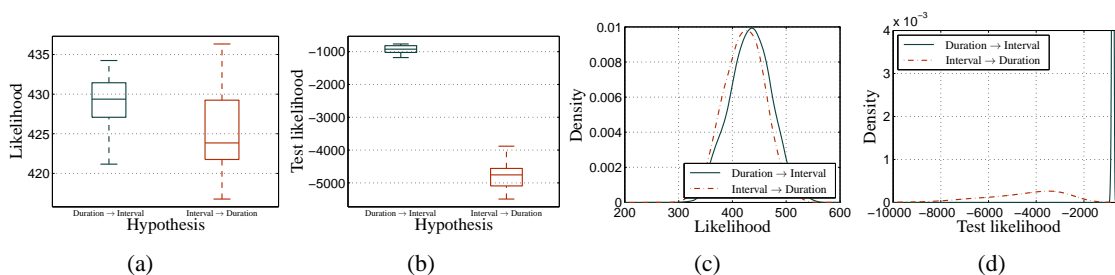 435
430
425
420
Likelihood
Duration → Interval
Interval → Duration
Hypothesis
(a)
-1000
-2000
-3000
-4000
-5000
Test likelihood
Duration → Interval
Interval → Duration
Hypothesis
(b)
0.01
0.008
0.006
0.004
0.002
0
Density
Duration → Interval
Interval → Duration
200
300
400
500
600
Likelihood
(c)
4 x 10⁻³
3
2
1
0
Density
Duration → Interval
Interval → Duration
-10000
-8000
-6000
-4000
-2000
Test likelihood
(d)